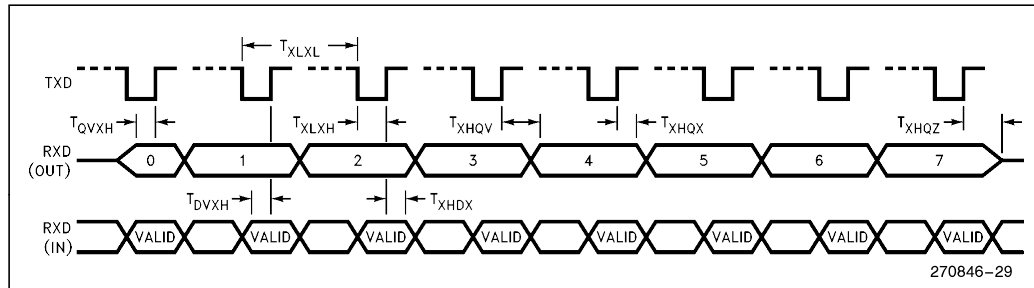 T_XLXL
TXD
T_QVXH T_XLXH T_XHQV T_XHQX T_XHQZ
RXD
(OUT)
0 1 2 3 4 5 6 7
T_DVXH T_XHDX
RXD
(IN)
VALID VALID VALID VALID VALID VALID VALID VALID
270846-29